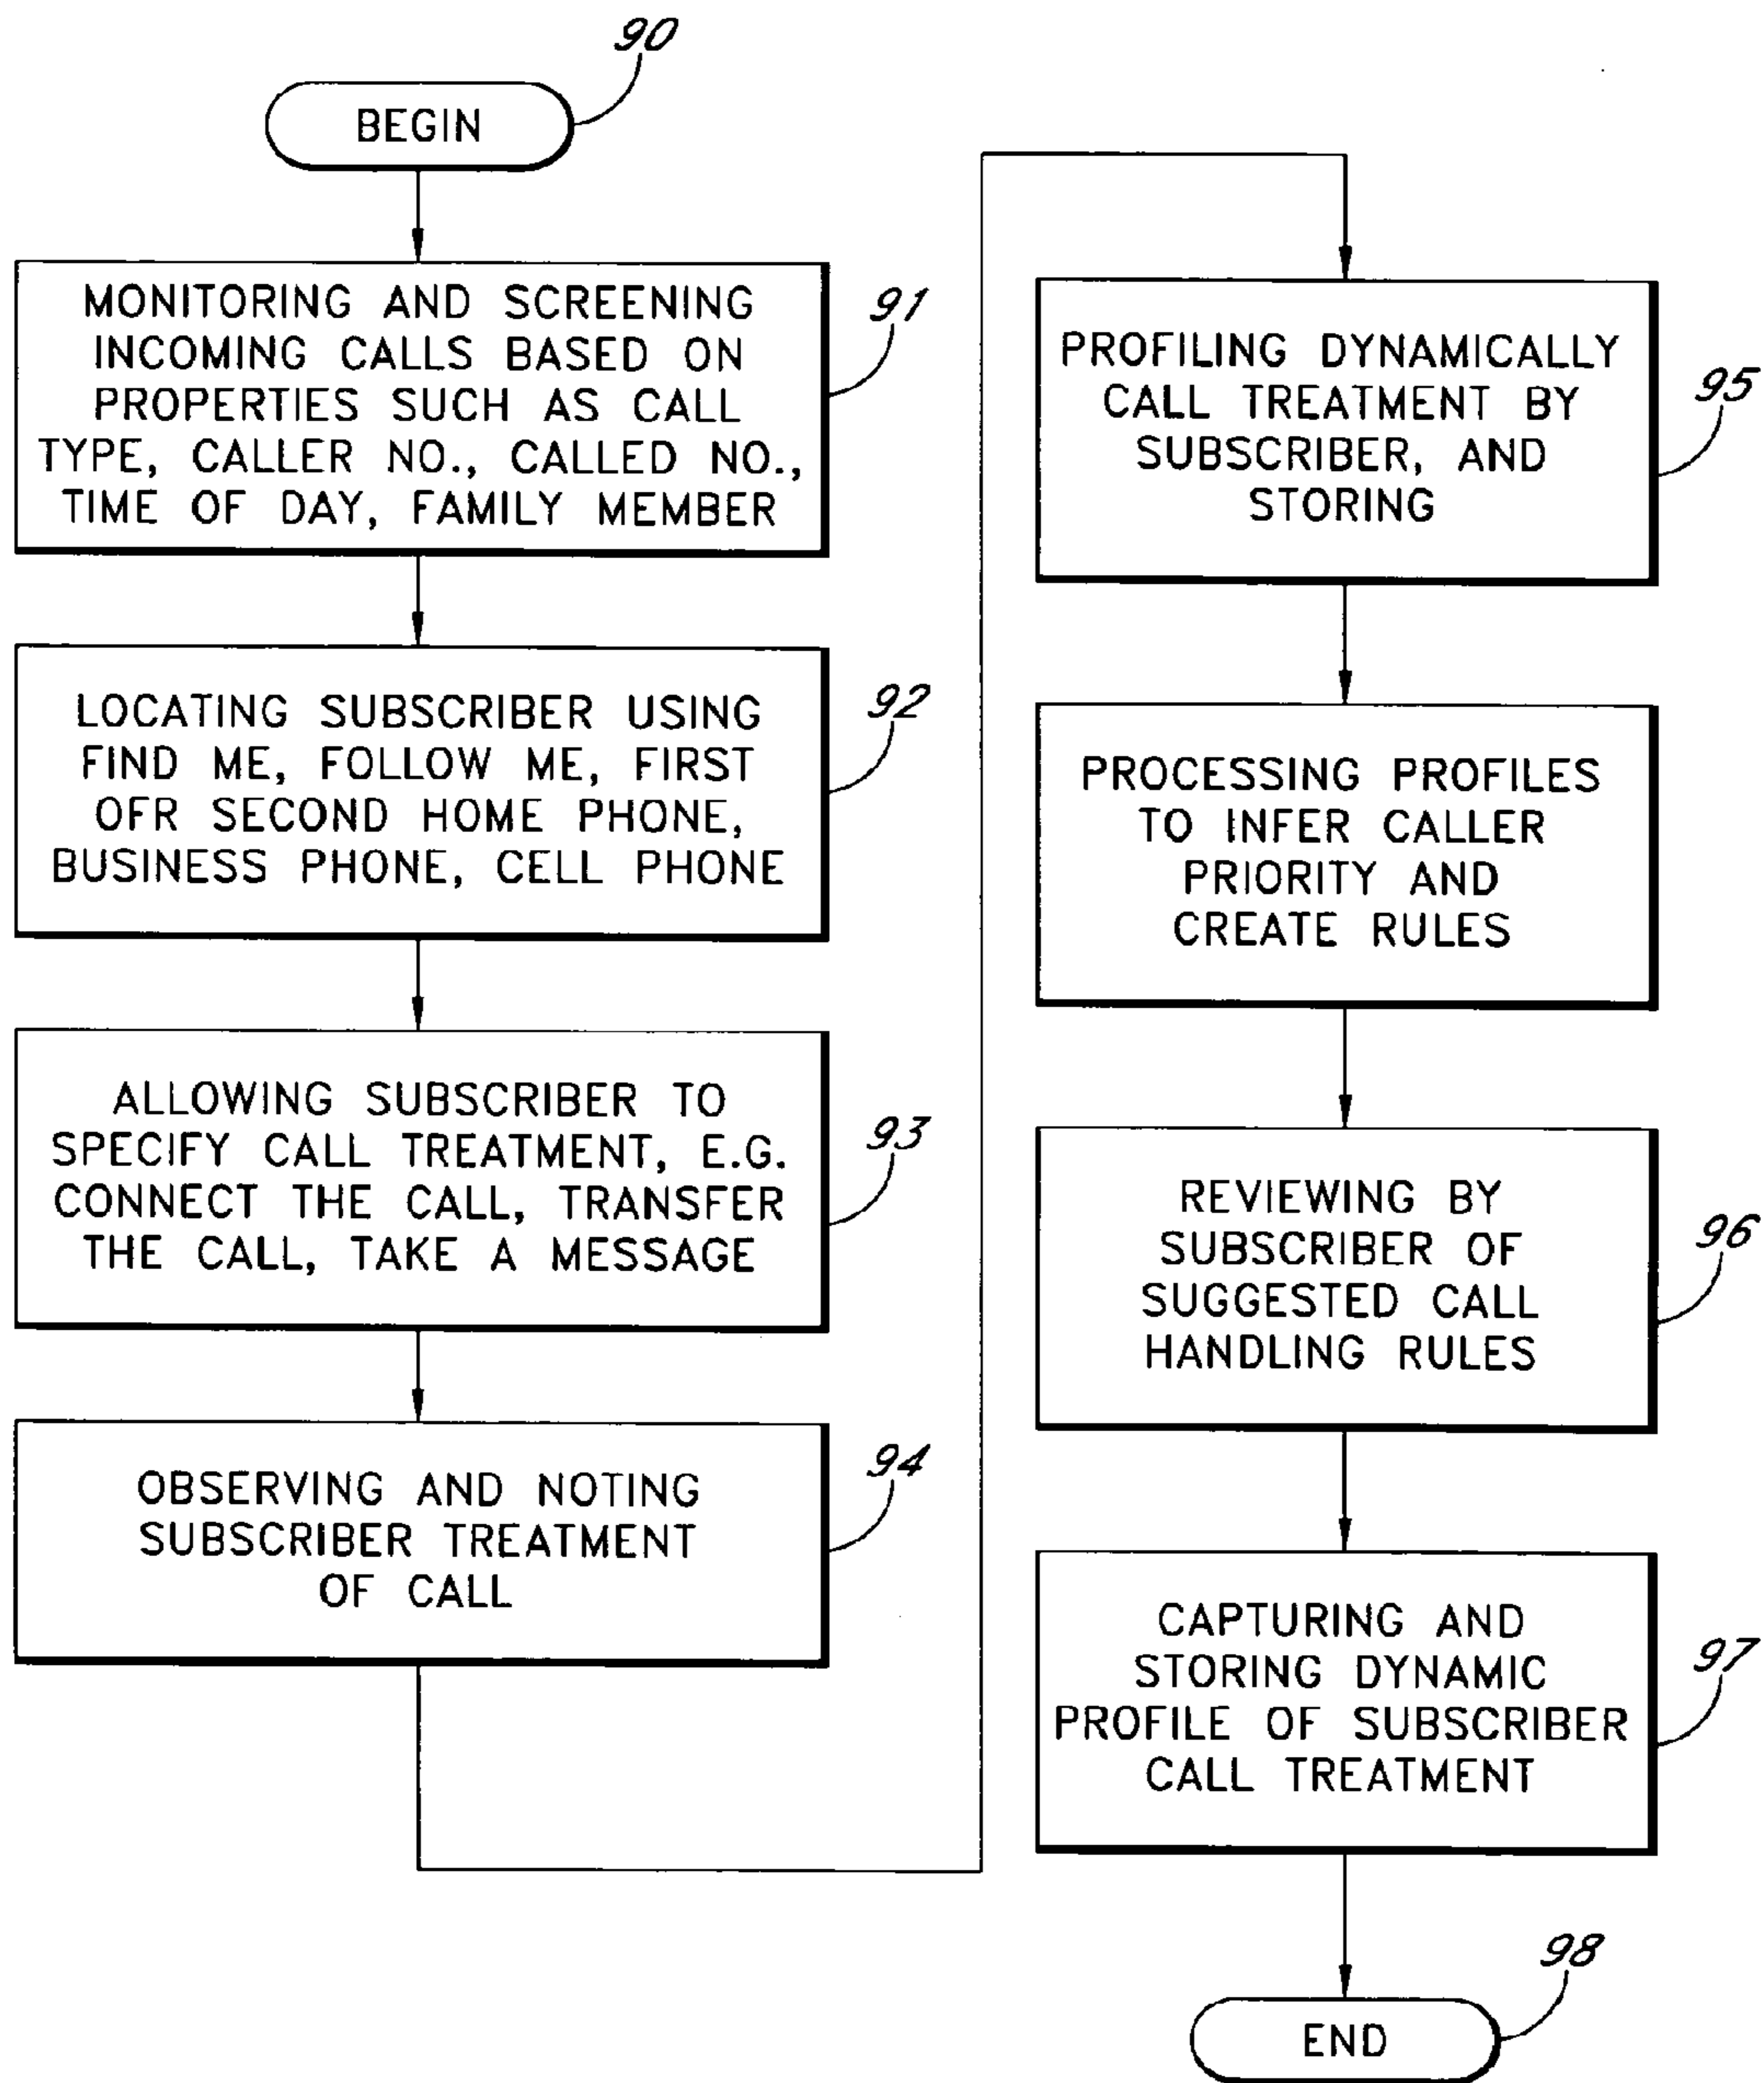 90
BEGIN
MONITORING AND SCREENING
INCOMING CALLS BASED ON
PROPERTIES SUCH AS CALL
TYPE, CALLER NO., CALLED NO.,
TIME OF DAY, FAMILY MEMBER
91
LOCATING SUBSCRIBER USING
FIND ME, FOLLOW ME, FIRST
OFR SECOND HOME PHONE,
BUSINESS PHONE, CELL PHONE
92
ALLOWING SUBSCRIBER TO
SPECIFY CALL TREATMENT, E.G.
CONNECT THE CALL, TRANSFER
THE CALL, TAKE A MESSAGE
93
OBSERVING AND NOTING
SUBSCRIBER TREATMENT
OF CALL
94
PROFILING DYNAMICALLY
CALL TREATMENT BY
SUBSCRIBER, AND
STORING
95
PROCESSING PROFILES
TO INFER CALLER
PRIORITY AND
CREATE RULES
REVIEWING BY
SUBSCRIBER OF
SUGGESTED CALL
HANDLING RULES
96
CAPTURING AND
STORING DYNAMIC
PROFILE OF SUBSCRIBER
CALL TREATMENT
97
98
END